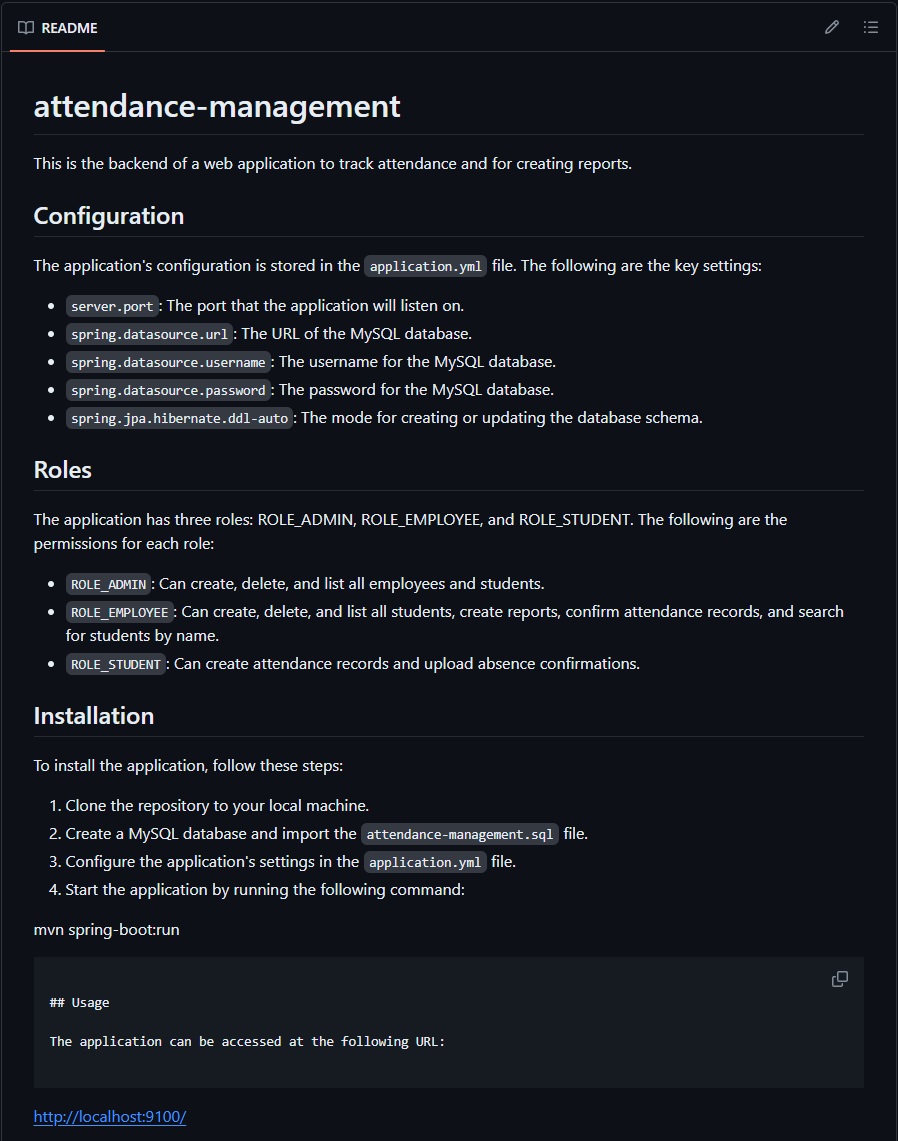 README
attendance-management
This is the backend of a web application to track attendance and for creating reports.
Configuration
The application's configuration is stored in the application.yml file. The following are the key settings:
• server.port: The port that the application will listen on.
• spring.datasource.url: The URL of the MySQL database.
• spring.datasource.username: The username for the MySQL database.
• spring.datasource.password: The password for the MySQL database.
• spring.jpa.hibernate.ddl-auto: The mode for creating or updating the database schema.
Roles
The application has three roles: ROLE_ADMIN, ROLE_EMPLOYEE, and ROLE_STUDENT. The following are the
permissions for each role:
• ROLE_ADMIN: Can create, delete, and list all employees and students.
• ROLE_EMPLOYEE: Can create, delete, and list all students, create reports, confirm attendance records, and search
for students by name.
• ROLE_STUDENT: Can create attendance records and upload absence confirmations.
Installation
To install the application, follow these steps:
1. Clone the repository to your local machine.
2. Create a MySQL database and import the attendance-management.sql file.
3. Configure the application's settings in the application.yml file.
4. Start the application by running the following command:
mvn spring-boot:run
## Usage
The application can be accessed at the following URL:
http://localhost:9100/